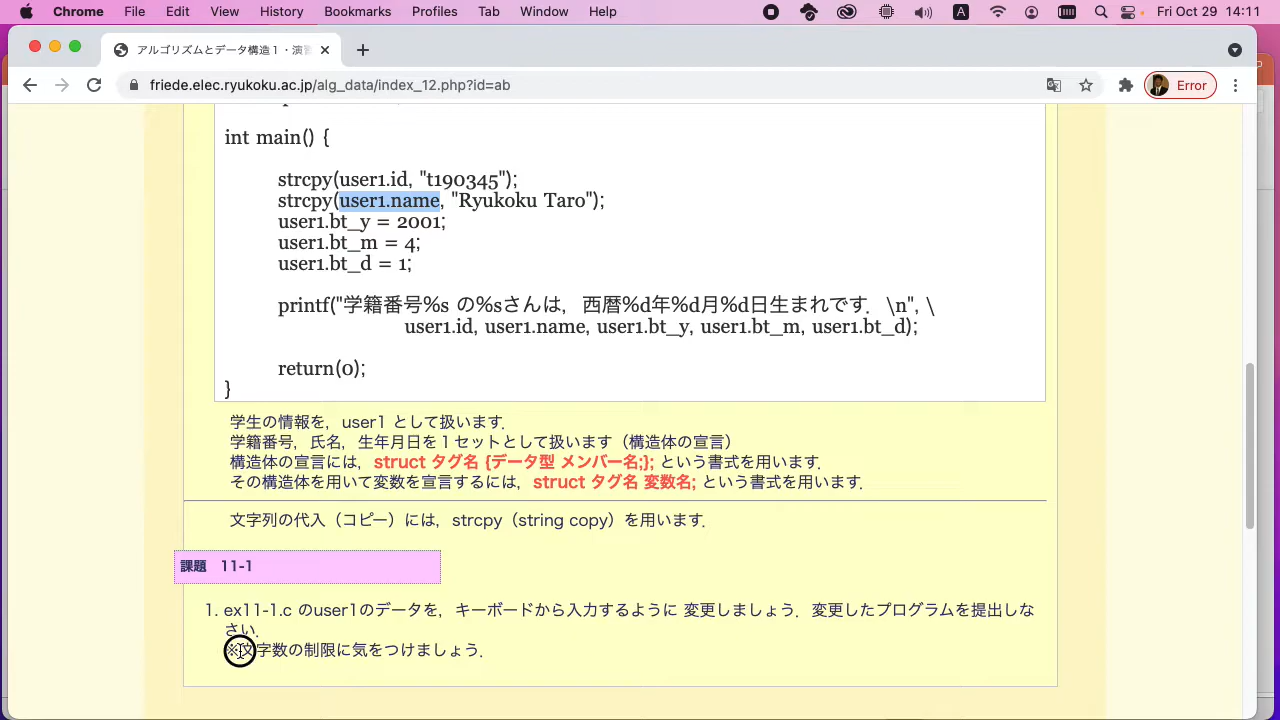 Chrome File Edit View History Bookmarks Profiles Tab Window Help A Fri Oct 29 14:11
アルゴリズムとデータ構造1・演
friede.elec.ryukoku.ac.jp/alg_data/index_12.php?id=ab Error
int main() {
strcpy(user1.id, "t190345");
strcpy(user1.name, "Ryukoku Taro");
user1.bt_y = 2001;
user1.bt_m = 4;
user1.bt_d = 1;
printf("学籍番号%s の%sさんは，西暦%d年%d月%d日生まれです．\n", \
user1.id, user1.name, user1.bt_y, user1.bt_m, user1.bt_d);
return(0);
}
学生の情報を，user1 として扱います．
学籍番号，氏名，生年月日を１セットとして扱います（構造体の宣言）
構造体の宣言には，struct タグ名 {データ型 メンバー名;}; という書式を用います．
その構造体を用いて変数を宣言するには，struct タグ名 変数名; という書式を用います．
文字列の代入（コピー）には，strcpy（string copy）を用います．
課題　11-1
1. ex11-1.c のuser1のデータを，キーボードから入力するように 変更しましょう．変更したプログラムを提出しな
さい．
※文字数の制限に気をつけましょう．